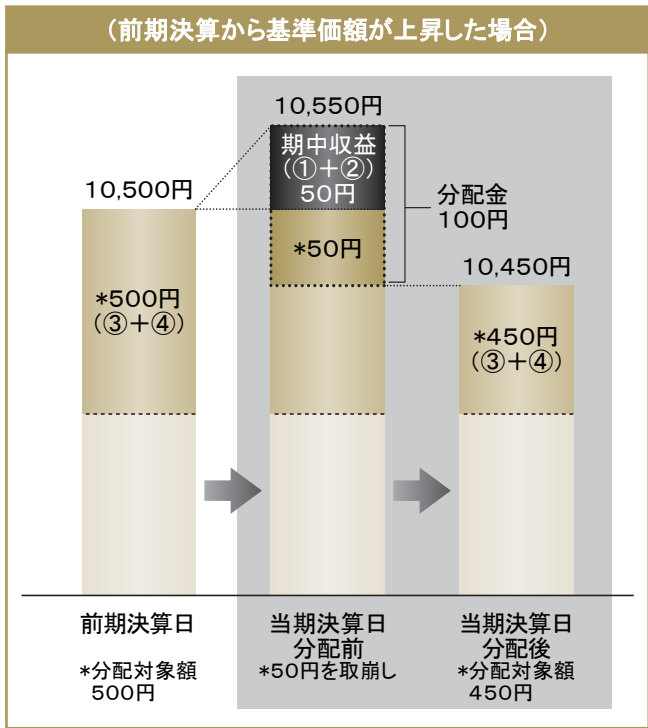 （前期決算から基準価額が上昇した場合）
10,550円
期中収益
（①＋②）
50円
分配金
100円
10,500円
*50円
10,450円
*500円
（③＋④）
*450円
（③＋④）
前期決算日
*分配対象額
500円
当期決算日
分配前
*50円を取崩し
当期決算日
分配後
*分配対象額
450円